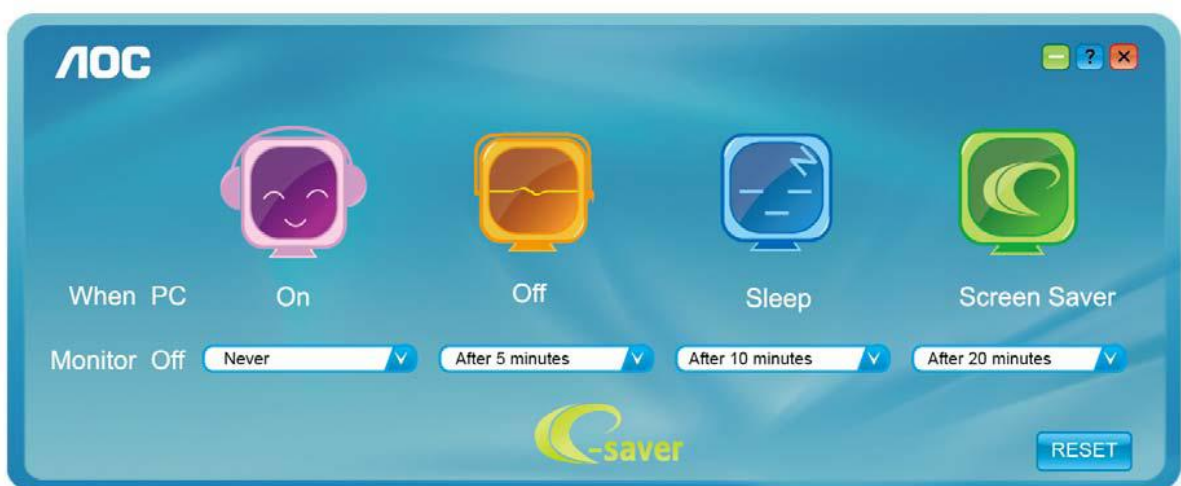 AOC
?
When PC On Off Sleep Screen Saver
Monitor Off Never After 5 minutes After 10 minutes After 20 minutes
e-saver
RESET